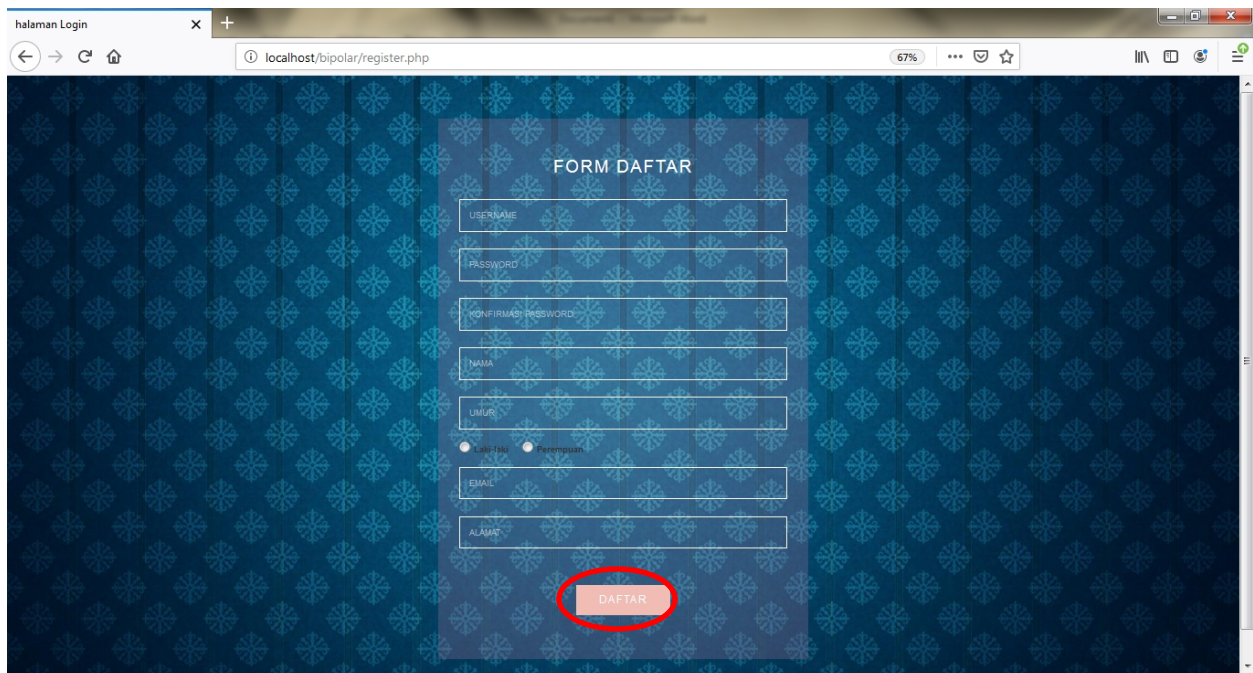 halaman Login
localhost/bipolar/register.php
67%
FORM DAFTAR
USERNAME
PASSWORD
KONFIRMASI PASSWORD
NAMA
UMUR
Laki-laki Perempuan
EMAIL
ALAMAT
DAFTAR